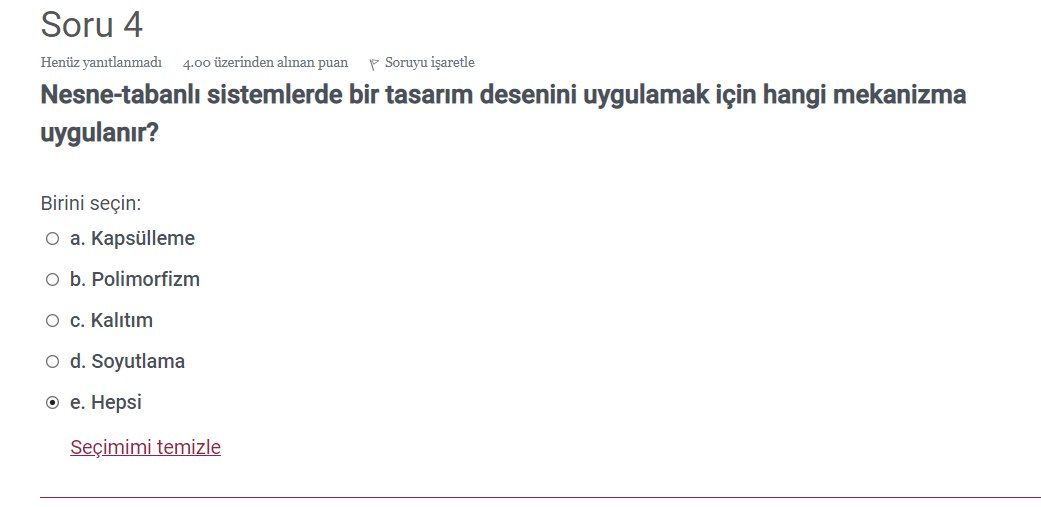 Soru 4
Henüz yanıtlanmadı 4.00 üzerinden alınan puan Soruyu işaretle
Nesne-tabanlı sistemlerde bir tasarım desenini uygulamak için hangi mekanizma
uygulanır?
Birini seçin:
a. Kapsülleme
b. Polimorfizm
c. Kalıtım
d. Soyutlama
e. Hepsi
Seçimimi temizle